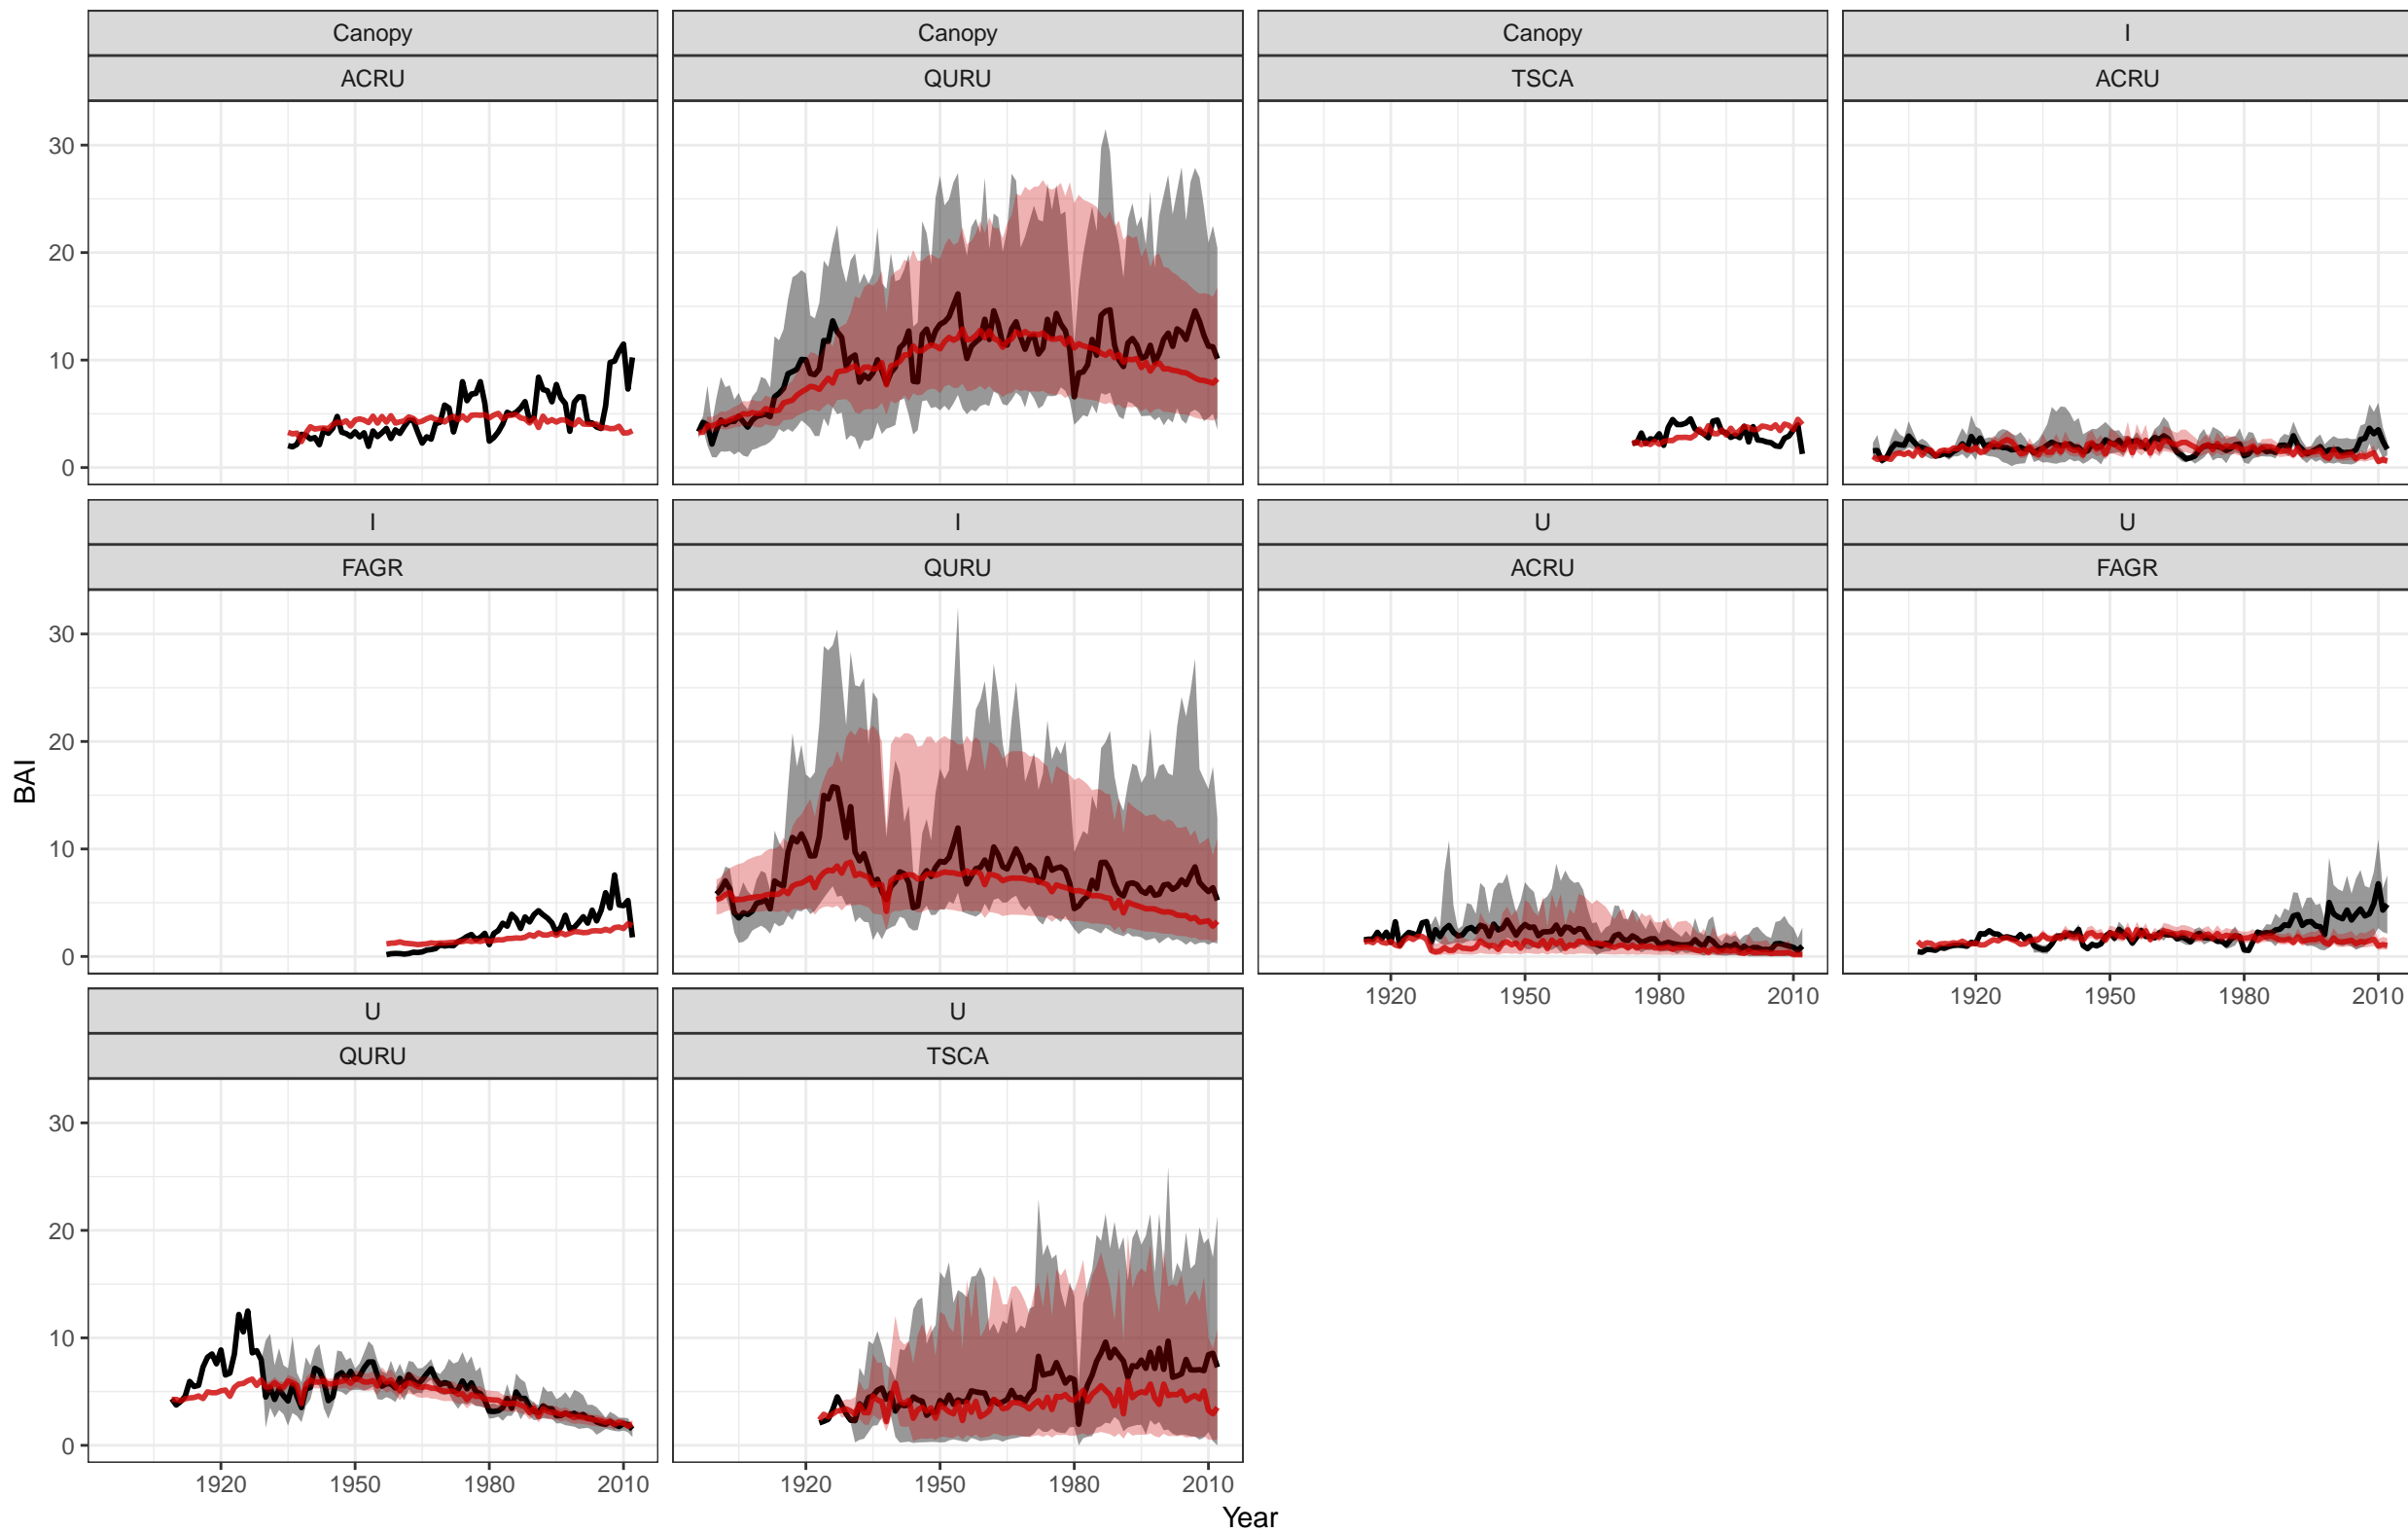 Canopy Canopy Canopy I
ACRU QURU TSCA ACRU
30
20
10
0
I I U U
FAGR QURU ACRU FAGR
30
20
10
0
1920 1950 1980 2010 1920 1950 1980 2010
BAI
U U
QURU TSCA
30
20
10
0
1920 1950 1980 2010 1920 1950 1980 2010
Year